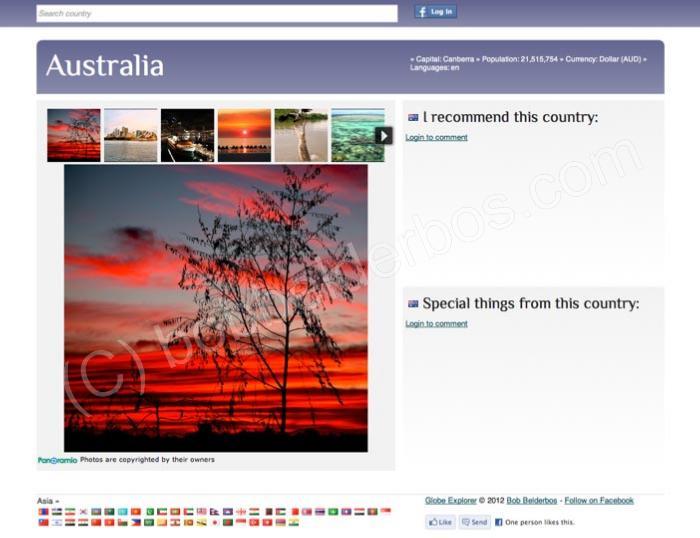 Search country
Log In
Australia
» Capital: Canberra » Population: 21,515,754 » Currency: Dollar (AUD) »
Languages: en
I recommend this country:
Login to comment
Special things from this country:
Login to comment
(C) bobbelderbos.com
Panoramio Photos are copyrighted by their owners
Asia -
Globe Explorer © 2012 Bob Belderbos - Follow on Facebook
Like Send One person likes this.